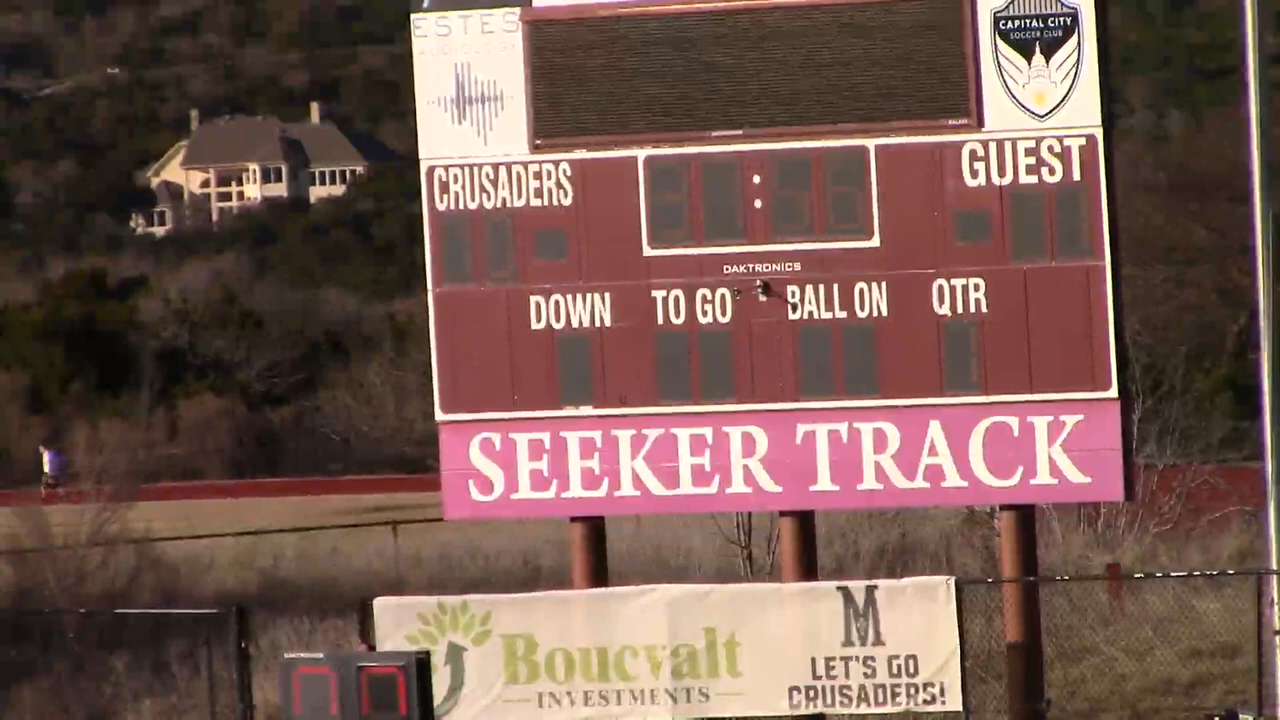 ESTES
AUDIOLOGY
CAPITAL CITY
SOCCER CLUB
CRUSADERS
GUEST
DAKTRONICS
DOWN TO GO BALL ON QTR
SEEKER TRACK
Boucvalt
INVESTMENTS
M
LET'S GO
CRUSADERS!